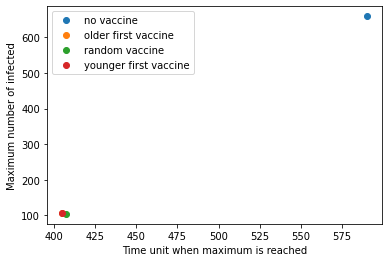 no vaccine
older first vaccine
random vaccine
younger first vaccine
600
500
400
300
200
100
Maximum number of infected
400
425
450
475
500
525
550
575
Time unit when maximum is reached